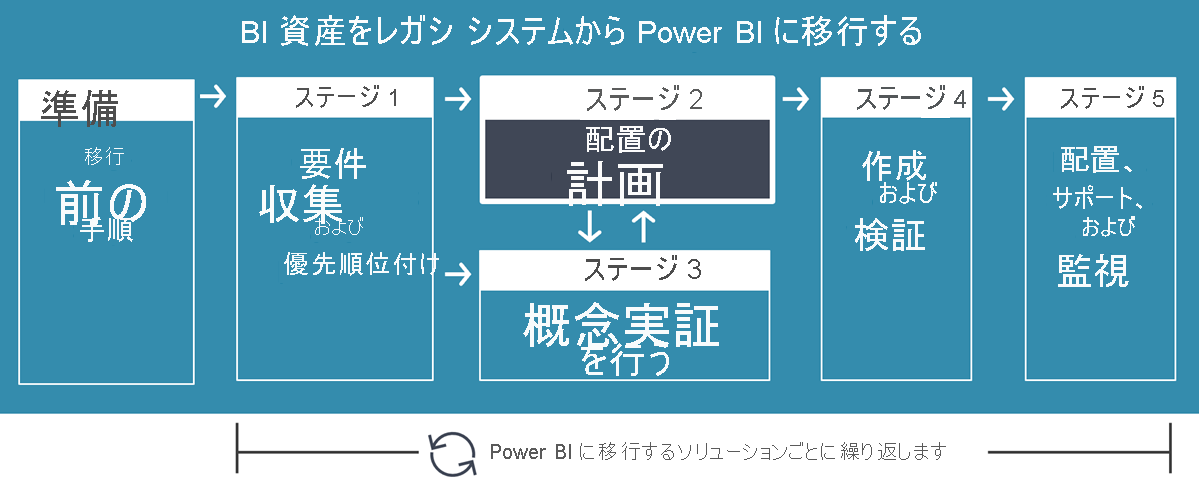 BI 資産をレガシ システムから Power BI に移行する
準備
移行
前の
手順
ステージ 1
要件
収集
および
優先順位付け
ステージ 2
配置の
計画
ステージ 3
概念実証
を行う
ステージ 4
作成
および
検証
ステージ 5
配置、
サポート、
および
監視
Power BI に移行するソリューションごとに繰り返します